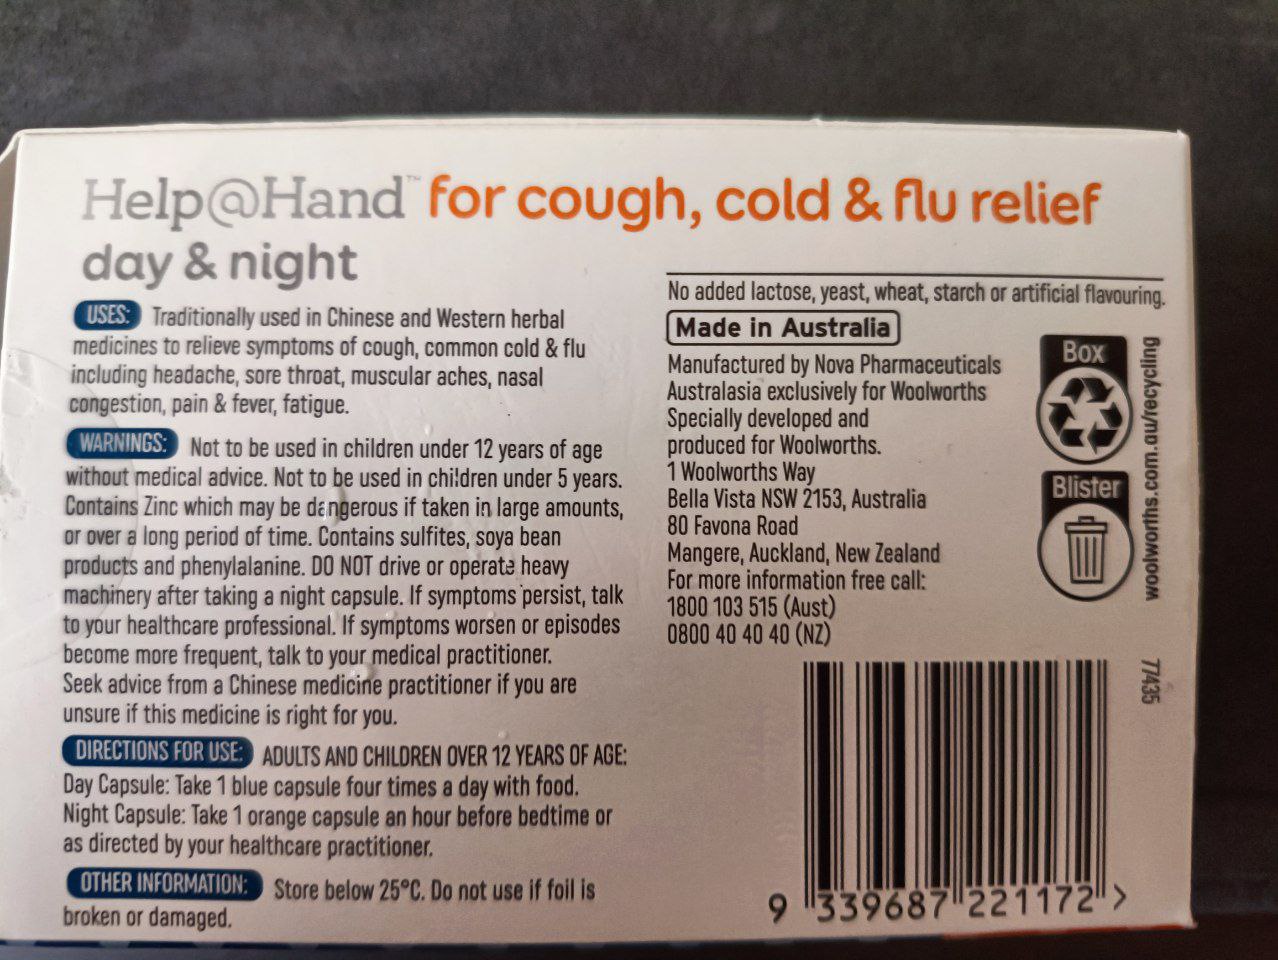 Help@Hand™ for cough, cold & flu relief
day & night
USES: Traditionally used in Chinese and Western herbal
medicines to relieve symptoms of cough, common cold & flu
including headache, sore throat, muscular aches, nasal
congestion, pain & fever, fatigue.
WARNINGS: Not to be used in children under 12 years of age
without medical advice. Not to be used in children under 5 years.
Contains Zinc which may be dangerous if taken in large amounts,
or over a long period of time. Contains sulfites, soya bean
products and phenylalanine. DO NOT drive or operate heavy
machinery after taking a night capsule. If symptoms persist, talk
to your healthcare professional. If symptoms worsen or episodes
become more frequent, talk to your medical practitioner.
Seek advice from a Chinese medicine practitioner if you are
unsure if this medicine is right for you.
DIRECTIONS FOR USE: ADULTS AND CHILDREN OVER 12 YEARS OF AGE:
Day Capsule: Take 1 blue capsule four times a day with food.
Night Capsule: Take 1 orange capsule an hour before bedtime or
as directed by your healthcare practitioner.
OTHER INFORMATION: Store below 25°C. Do not use if foil is
broken or damaged.
No added lactose, yeast, wheat, starch or artificial flavouring.
Made in Australia
Manufactured by Nova Pharmaceuticals
Australasia exclusively for Woolworths
Specially developed and
produced for Woolworths.
1 Woolworths Way
Bella Vista NSW 2153, Australia
80 Favona Road
Mangere, Auckland, New Zealand
For more information free call:
1800 103 515 (Aust)
0800 40 40 40 (NZ)
Box
Blister
woolworths.com.au/recycling
77435
9 339687 221172 >